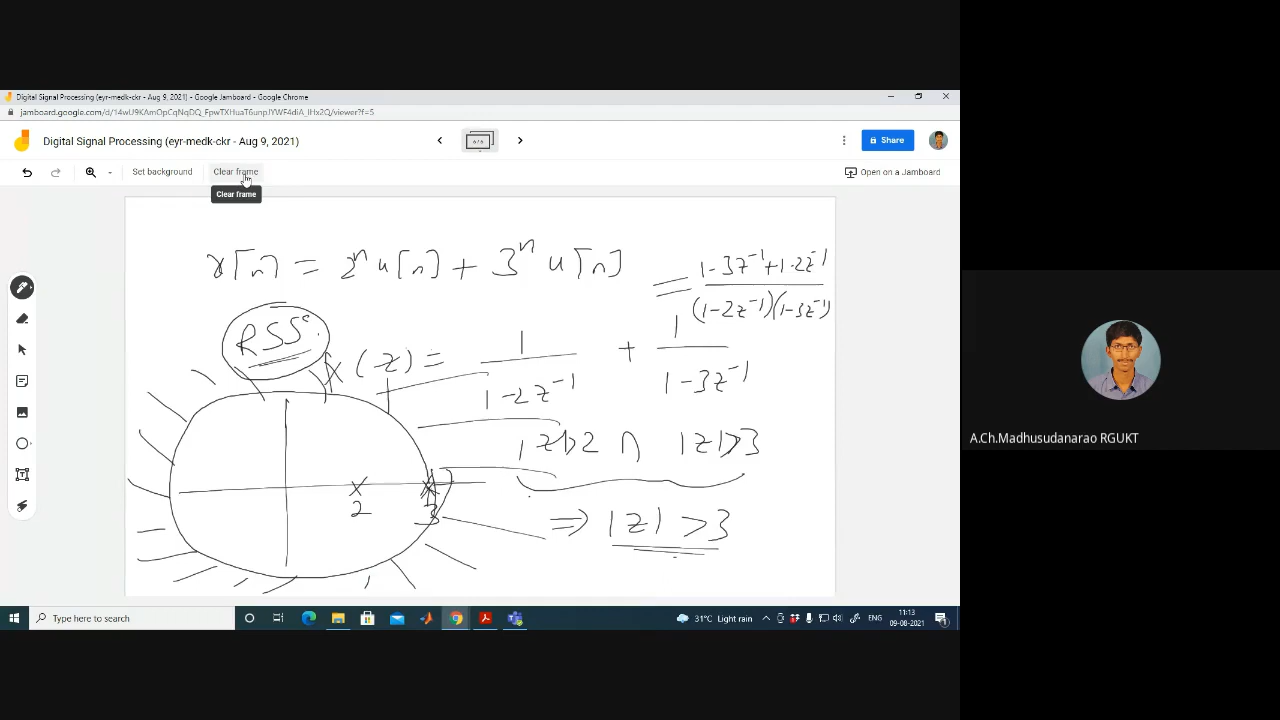 Digital Signal Processing (eyr-medk-ckr - Aug 9, 2021) - Google Jamboard - Google Chrome
Digital Signal Processing (eyr-medk-ckr - Aug 9, 2021)
6 / 6
Share
Set background
Clear frame
Open on a Jamboard
Clear frame
x[n] = 2^n u[n] + 3^n u[n]
= 1-3z^-1+1-2z^-1 / (1-2z^-1)(1-3z^-1)
RSS
X(z) = 1 / 1-2z^-1 + 1 / 1-3z^-1
|z|>2 ∩ |z|>3
2
3
⇒ |z| >3
A.Ch.Madhusudanarao RGUKT
Type here to search
31°C Light rain
ENG
11:13
09-08-2021
1